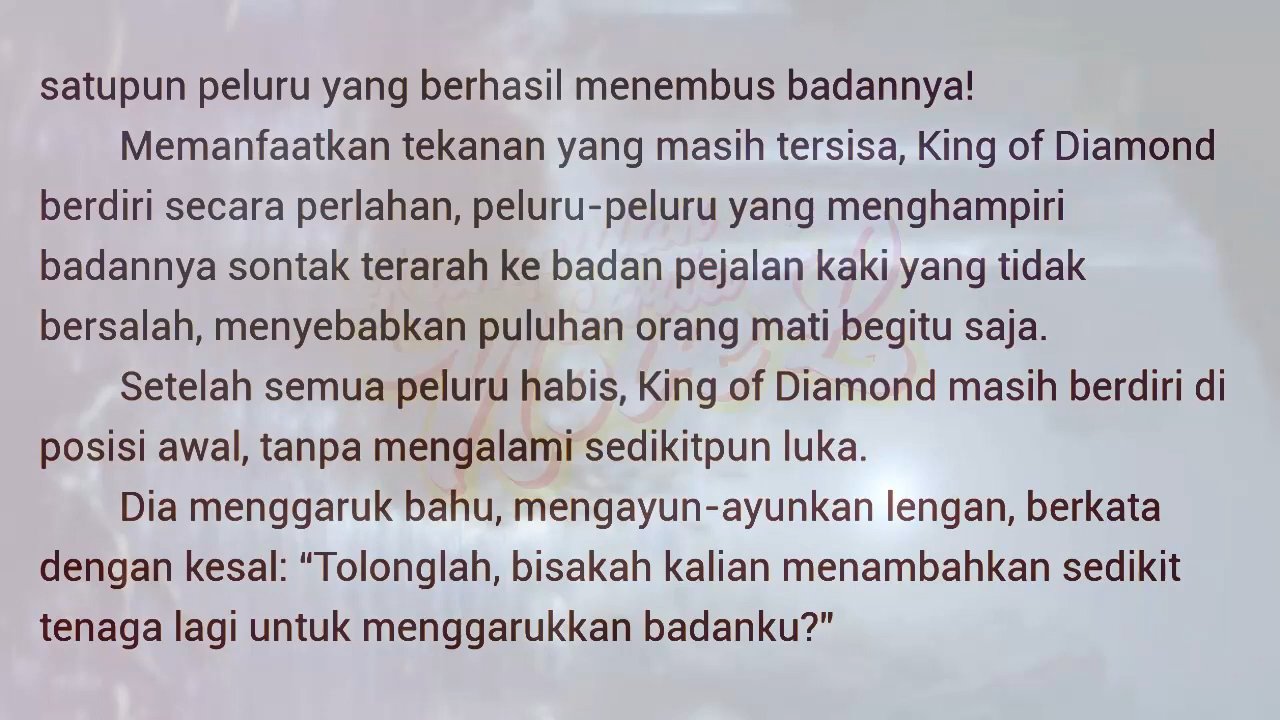 satupun peluru yang berhasil menembus badannya!
Memanfaatkan tekanan yang masih tersisa, King of Diamond
berdiri secara perlahan, peluru-peluru yang menghampiri
badannya sontak terarah ke badan pejalan kaki yang tidak
bersalah, menyebabkan puluhan orang mati begitu saja.
Setelah semua peluru habis, King of Diamond masih berdiri di
posisi awal, tanpa mengalami sedikitpun luka.
Dia menggaruk bahu, mengayun-ayunkan lengan, berkata
dengan kesal: “Tolonglah, bisakah kalian menambahkan sedikit
tenaga lagi untuk menggarukkan badanku?”